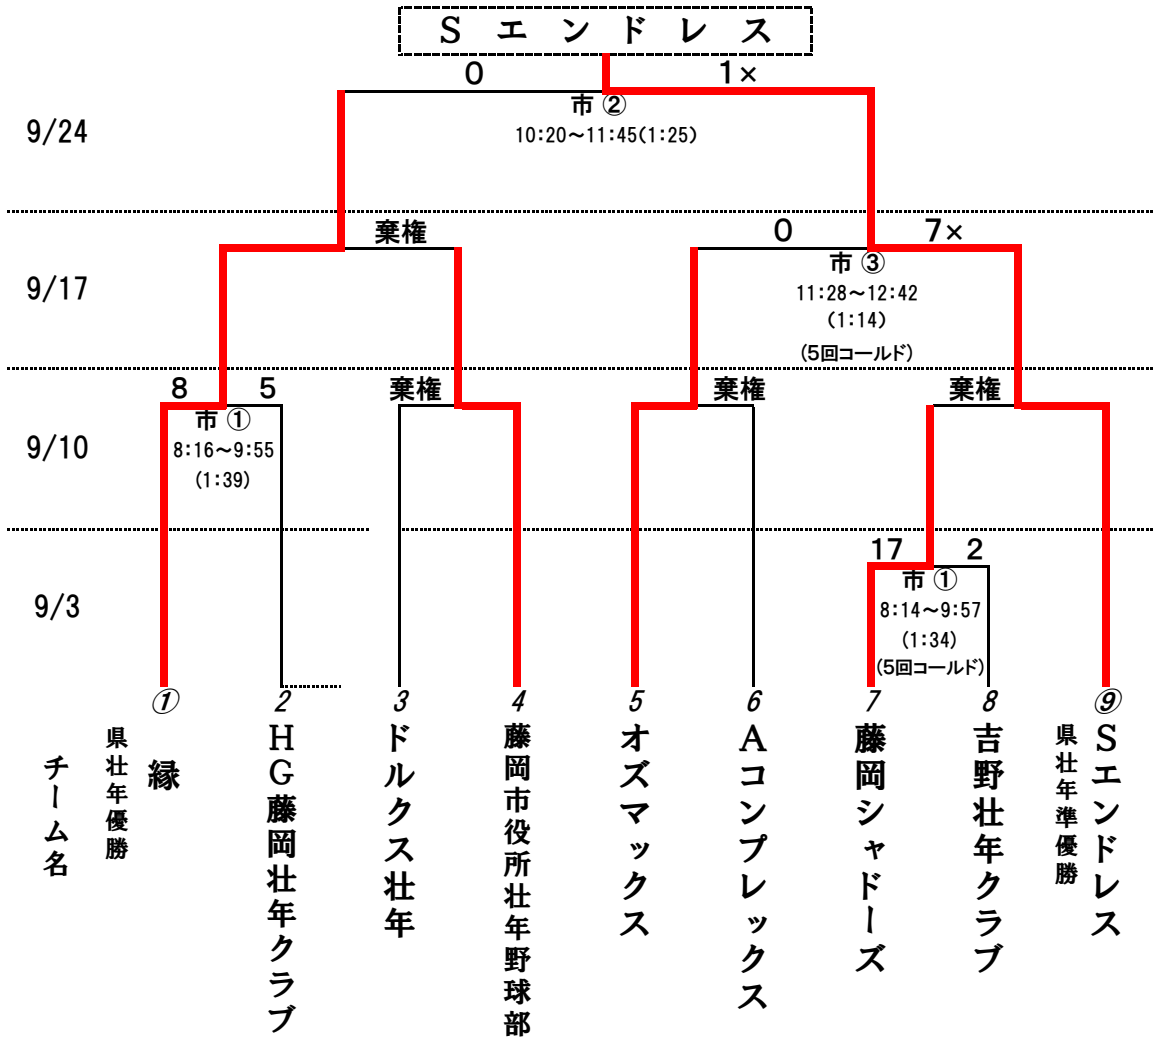 Sエンドレス
0 1×
市 ②
9/24
10:20～11:45(1:25)
棄権
0 7×
市 ③
9/17
11:28～12:42
(1:14)
(5回コールド)
8 5
棄権
棄権
棄権
市 ①
9/10
8:16～9:55
(1:39)
17 2
市 ①
9/3
8:14～9:57
(1:34)
(5回コールド)
① 2 3 4 5 6 7 8 ⑨
チーム名
県壮年優勝
縁
HG藤岡壮年クラブ
ドルクス壮年
藤岡市役所壮年野球部
オズマックス
Aコンプレックス
藤岡シャドーズ
吉野壮年クラブ
県壮年準優勝
Sエンドレス